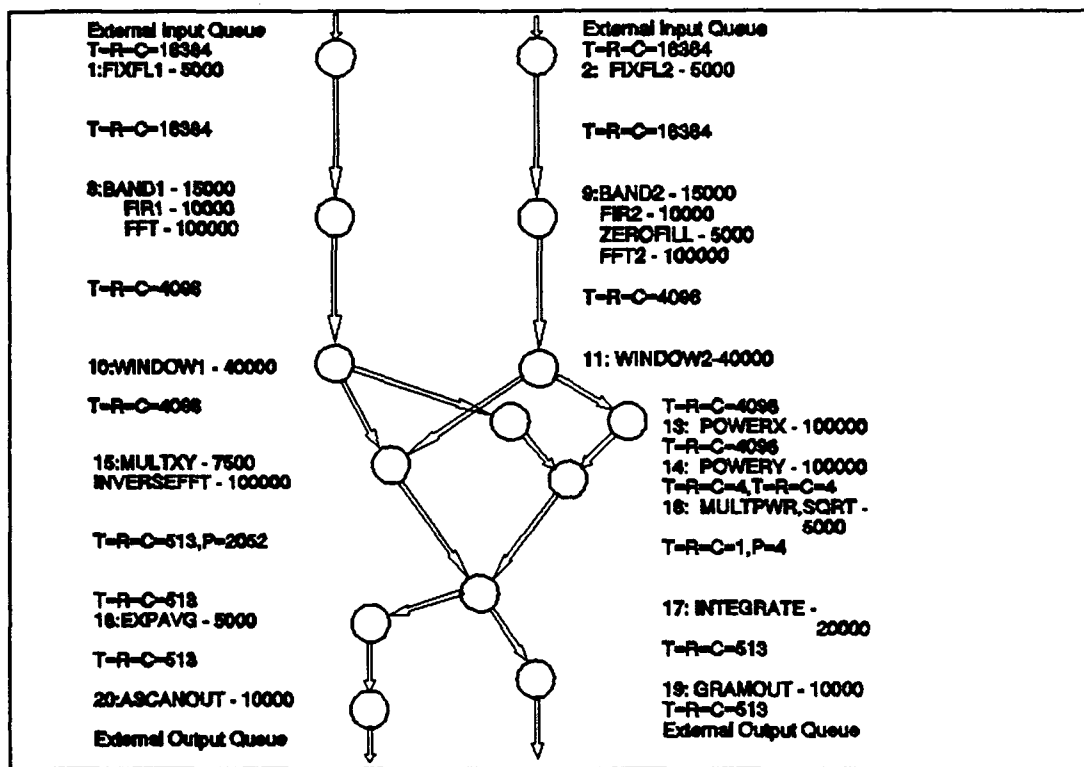 External Input Queue
T=R=C=16384
1:FIXFL1 - 5000
T=R=C=16384
8:BAND1 - 15000
FIR1 - 10000
FFT - 100000
T=R=C=4096
10:WINDOW1 - 40000
T=R=C=4096
15:MULTXY - 7500
INVERSEFFT - 100000
T=R=C=513,P=2052
T=R=C=513
18:EXPAVG - 5000
T=R=C=513
20:ASCANOUT - 10000
External Output Queue
External Input Queue
T=R=C=16384
2: FIXFL2 - 5000
T=R=C=16384
9:BAND2 - 15000
FIR2 - 10000
ZEROFILL - 5000
FFT2 - 100000
T=R=C=4096
11: WINDOW2-40000
T=R=C=4096
13: POWERX - 100000
T=R=C=4096
14: POWERY - 100000
T=R=C=4,T=R=C=4
16: MULTPWR,SQRT -
5000
T=R=C=1,P=4
17: INTEGRATE -
20000
T=R=C=513
19: GRAMOUT - 10000
T=R=C=513
External Output Queue